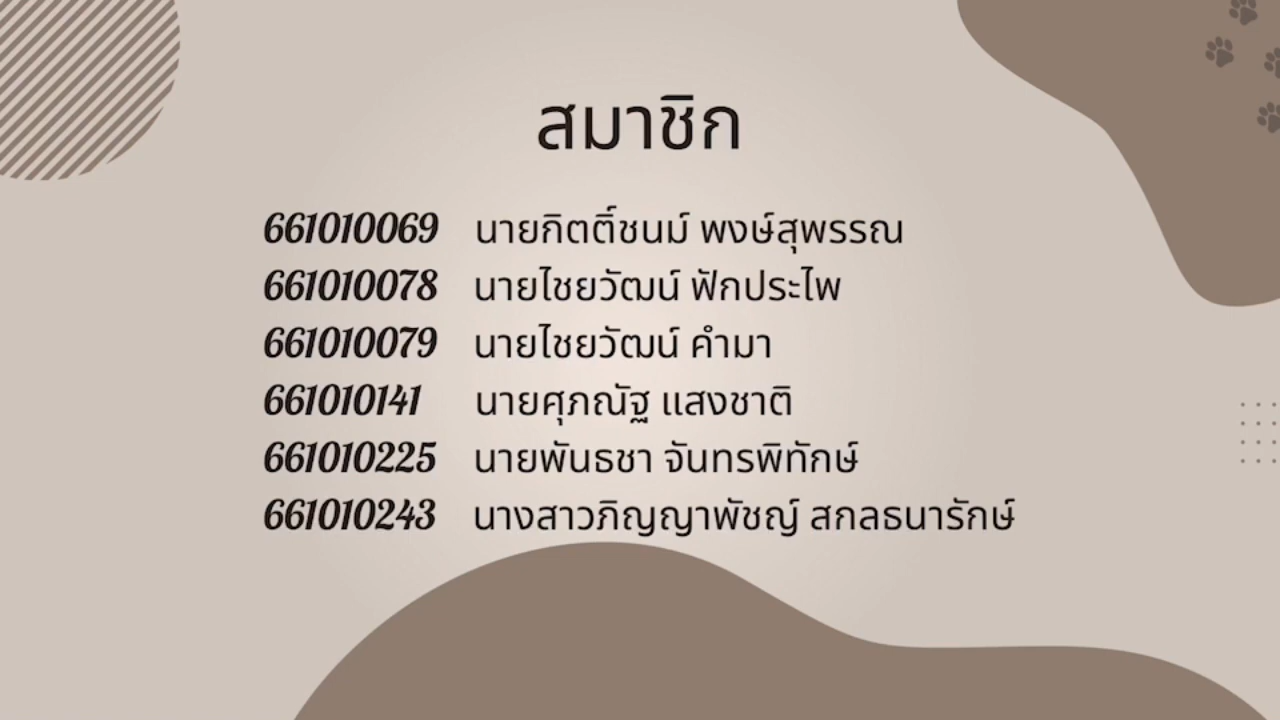 สมาชิก
661010069 นายกิตติ์ชนม์ พงษ์สุพรรณ
661010078 นายไชยวัฒน์ ฟักประไพ
661010079 นายไชยวัฒน์ คำมา
661010141 นายศุภณัฐ แสงชาติ
661010225 นายพันธชา จันทรพิทักษ์
661010243 นางสาวภิญญาพัชญ์ สกลธนารักษ์